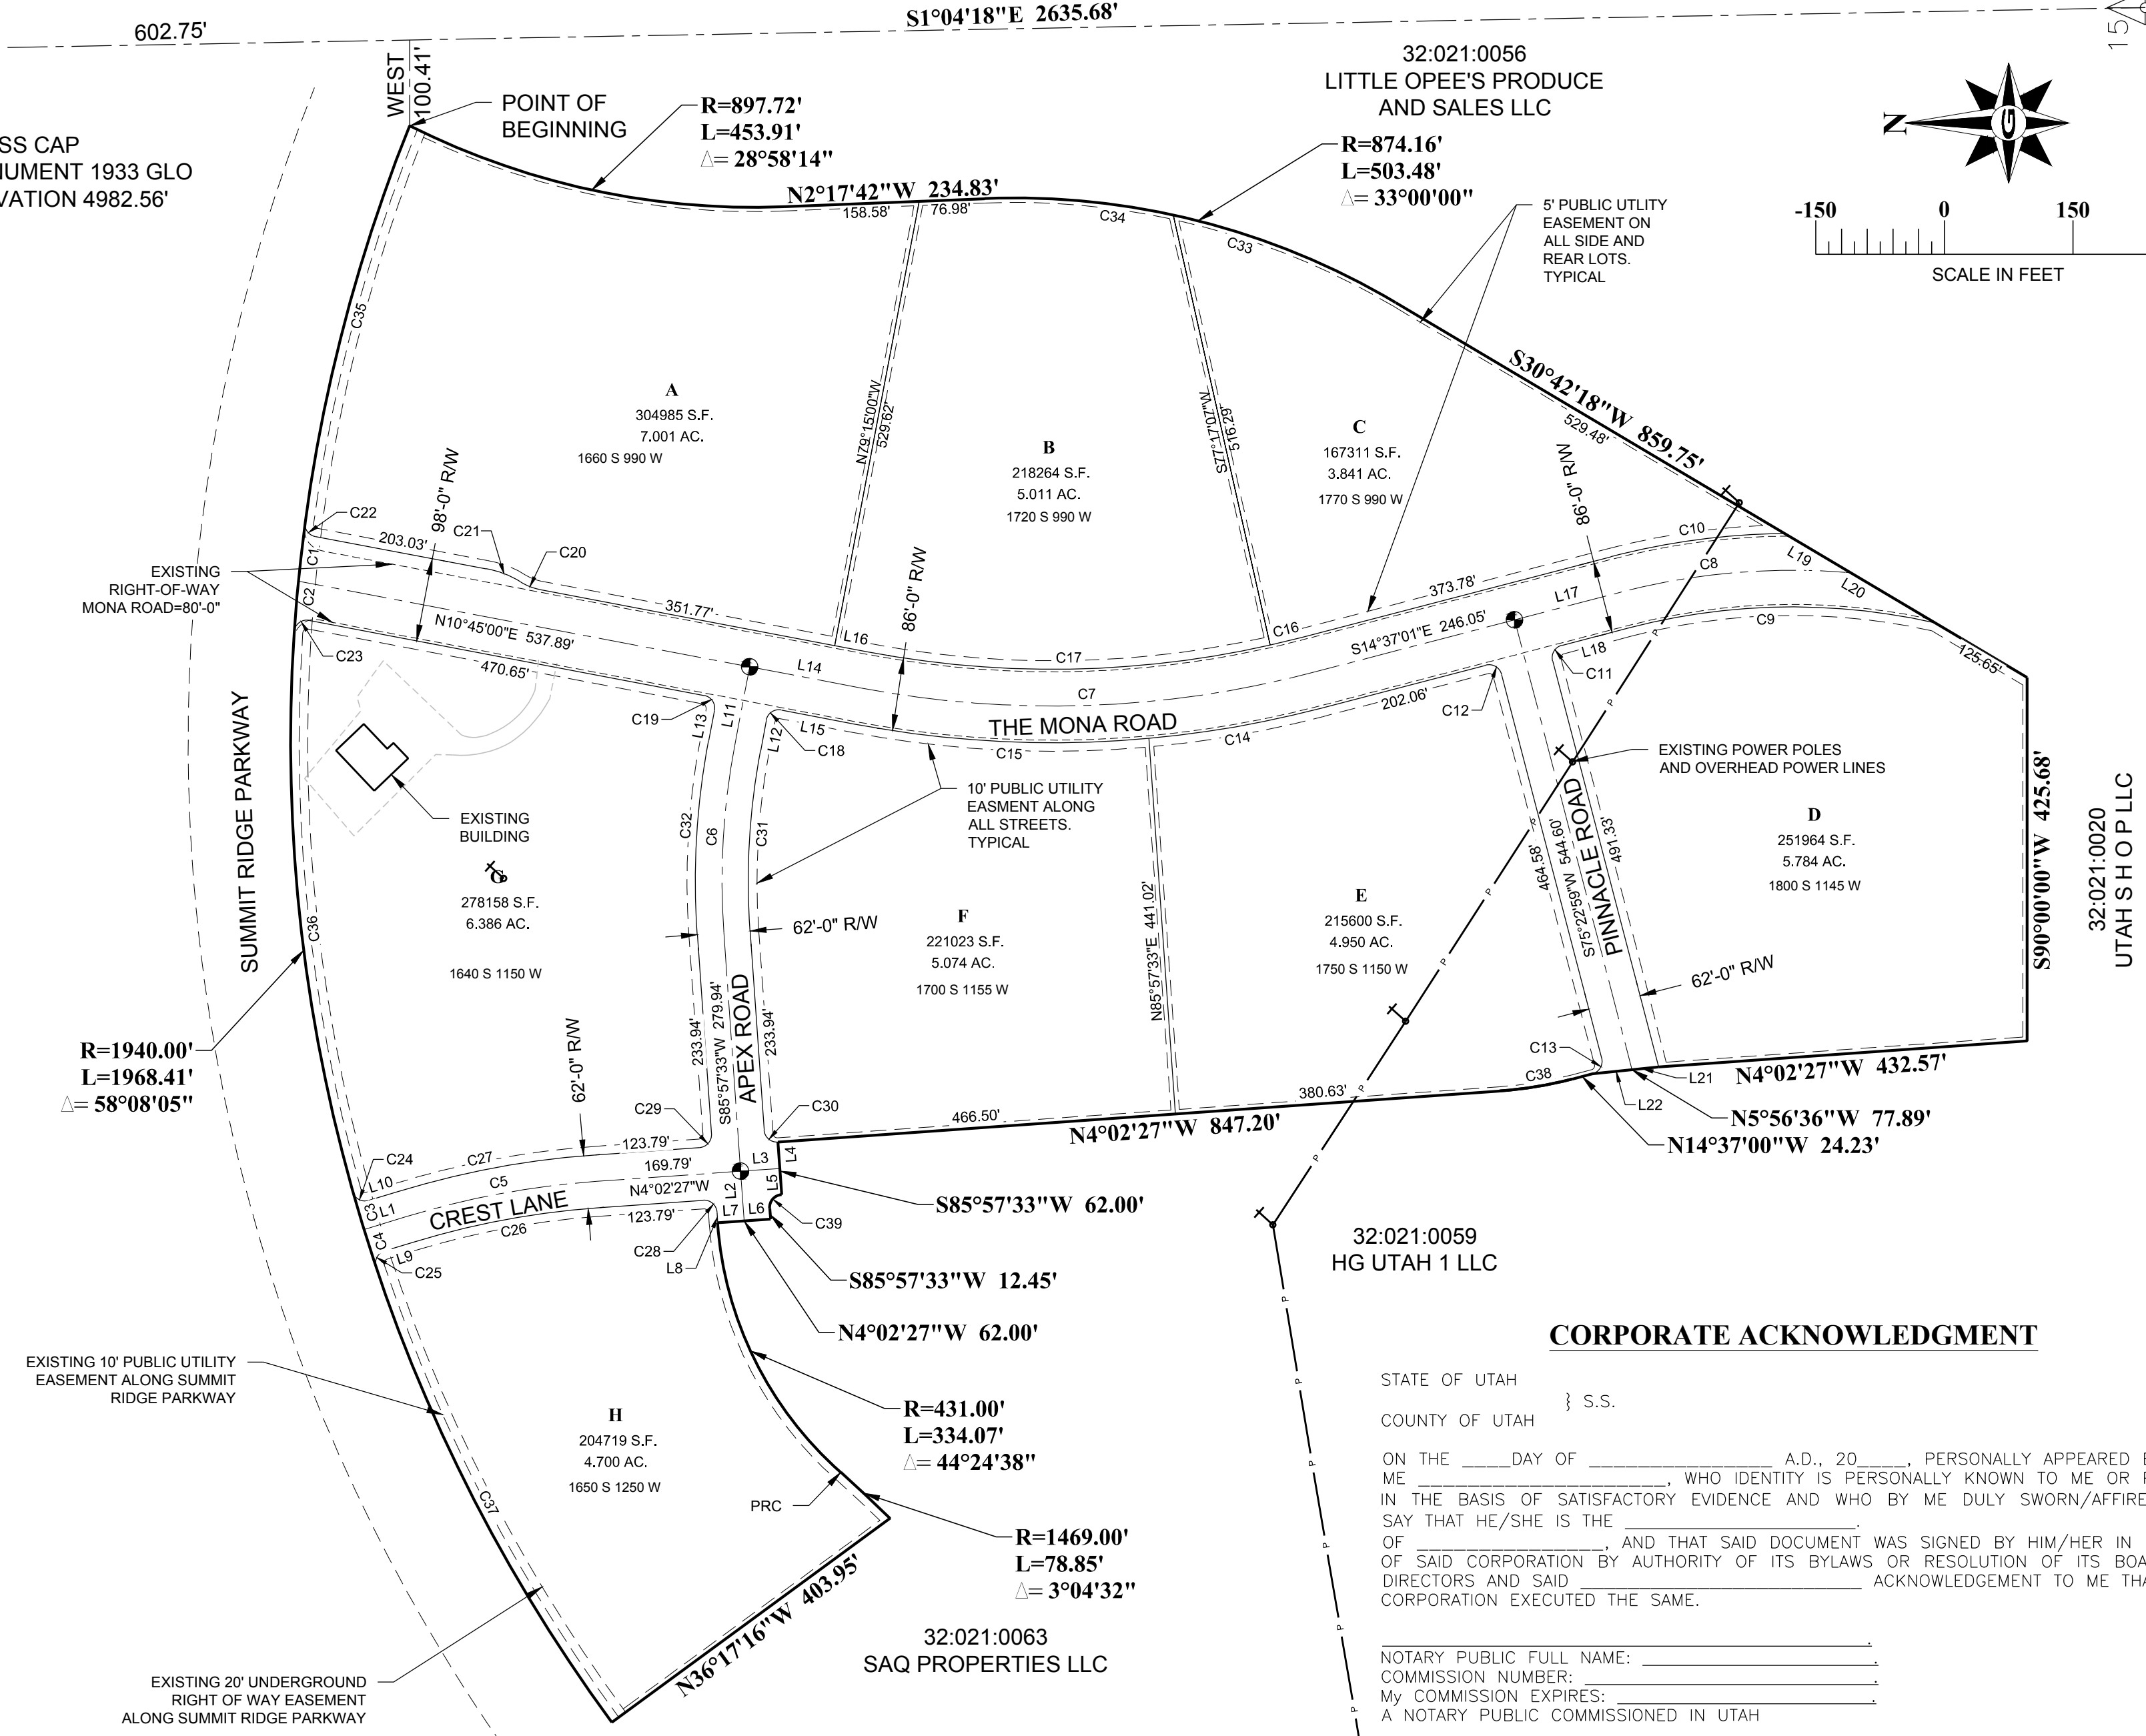 602.75'
S1°04'18"E 2635.68'
15
WEST
100.41'
POINT OF
BEGINNING
R=897.72'
L=453.91'
△= 28°58'14"
32:021:0056
LITTLE OPEE'S PRODUCE
AND SALES LLC
R=874.16'
L=503.48'
△= 33°00'00"
SS CAP
NUMENT 1933 GLO
VATION 4982.56'
N
G
-150 0 150
SCALE IN FEET
N2°17'42"W 234.83'
158.58'
76.98'
C34
C33
5' PUBLIC UTLITY
EASEMENT ON
ALL SIDE AND
REAR LOTS.
TYPICAL
C35
A
304985 S.F.
7.001 AC.
1660 S 990 W
N79°15'00"W
529.62'
B
218264 S.F.
5.011 AC.
1720 S 990 W
S77°17'07"W
516.29'
C
167311 S.F.
3.841 AC.
1770 S 990 W
S30°42'18"W 859.75'
529.48'
C22
203.03'
98'-0" R/W
C21
C20
C1
C2
EXISTING
RIGHT-OF-WAY
MONA ROAD=80'-0"
351.77'
L16
86'-0" R/W
C17
C16
373.78'
86'-0" R/W
C10
L19
L20
C8
L17
C9
N10°45'00"E 537.89'
L14
C7
S14°37'01"E 246.05'
L18
C11
125.65'
C23
470.65'
C19
L13
L11
L12
L15
C18
THE MONA ROAD
C15
C14
202.06'
C12
SUMMIT RIDGE PARKWAY
EXISTING
BUILDING
C32
C6
C31
10' PUBLIC UTILITY
EASMENT ALONG
ALL STREETS.
TYPICAL
EXISTING POWER POLES
AND OVERHEAD POWER LINES
P
P
P
P
P
P
P
P
P
P
P
P
G
278158 S.F.
6.386 AC.
1640 S 1150 W
C36
62'-0" R/W
F
221023 S.F.
5.074 AC.
1700 S 1155 W
N85°57'33"E 441.02'
E
215600 S.F.
4.950 AC.
1750 S 1150 W
464.58'
S75°22'59"W 544.60'
PINNACLE ROAD
491.33'
D
251964 S.F.
5.784 AC.
1800 S 1145 W
62'-0" R/W
S90°00'00"W 425.68'
32:021:0020
UTAH S H O P LLC
R=1940.00'
L=1968.41'
△= 58°08'05"
233.94'
S85°57'33"W 279.94'
APEX ROAD
233.94'
62'-0" R/W
C29
C30
466.50'
N4°02'27"W 847.20'
380.63'
C38
C13
L22
L21
N4°02'27"W 432.57'
N5°56'36"W 77.89'
N14°37'00"W 24.23'
C24
L10
C27
123.79'
C3
L1
C5
169.79'
N4°02'27"W
L3
L4
L5
L2
L6
L7
CREST LANE
C4
L9
C26
123.79'
C25
C28
L8
C39
S85°57'33"W 62.00'
S85°57'33"W 12.45'
N4°02'27"W 62.00'
32:021:0059
HG UTAH 1 LLC
EXISTING 10' PUBLIC UTILITY
EASEMENT ALONG SUMMIT
RIDGE PARKWAY
H
204719 S.F.
4.700 AC.
1650 S 1250 W
R=431.00'
L=334.07'
△= 44°24'38"
C37
PRC
R=1469.00'
L=78.85'
△= 3°04'32"
N36°17'16"W 403.95'
32:021:0063
SAQ PROPERTIES LLC
EXISTING 20' UNDERGROUND
RIGHT OF WAY EASEMENT
ALONG SUMMIT RIDGE PARKWAY
CORPORATE ACKNOWLEDGMENT
STATE OF UTAH
} S.S.
COUNTY OF UTAH
ON THE ____DAY OF _______________ A.D., 20____, PERSONALLY APPEARED
ME ____________________, WHO IDENTITY IS PERSONALLY KNOWN TO ME OR
IN THE BASIS OF SATISFACTORY EVIDENCE AND WHO BY ME DULY SWORN/AFFIRE
SAY THAT HE/SHE IS THE ___________________.
OF _______________, AND THAT SAID DOCUMENT WAS SIGNED BY HIM/HER IN
OF SAID CORPORATION BY AUTHORITY OF ITS BYLAWS OR RESOLUTION OF ITS BOA
DIRECTORS AND SAID _______________________ ACKNOWLEDGEMENT TO ME THA
CORPORATION EXECUTED THE SAME.
NOTARY PUBLIC FULL NAME: ___________________.
COMMISSION NUMBER: ________________________.
My COMMISSION EXPIRES: ______________________.
A NOTARY PUBLIC COMMISSIONED IN UTAH